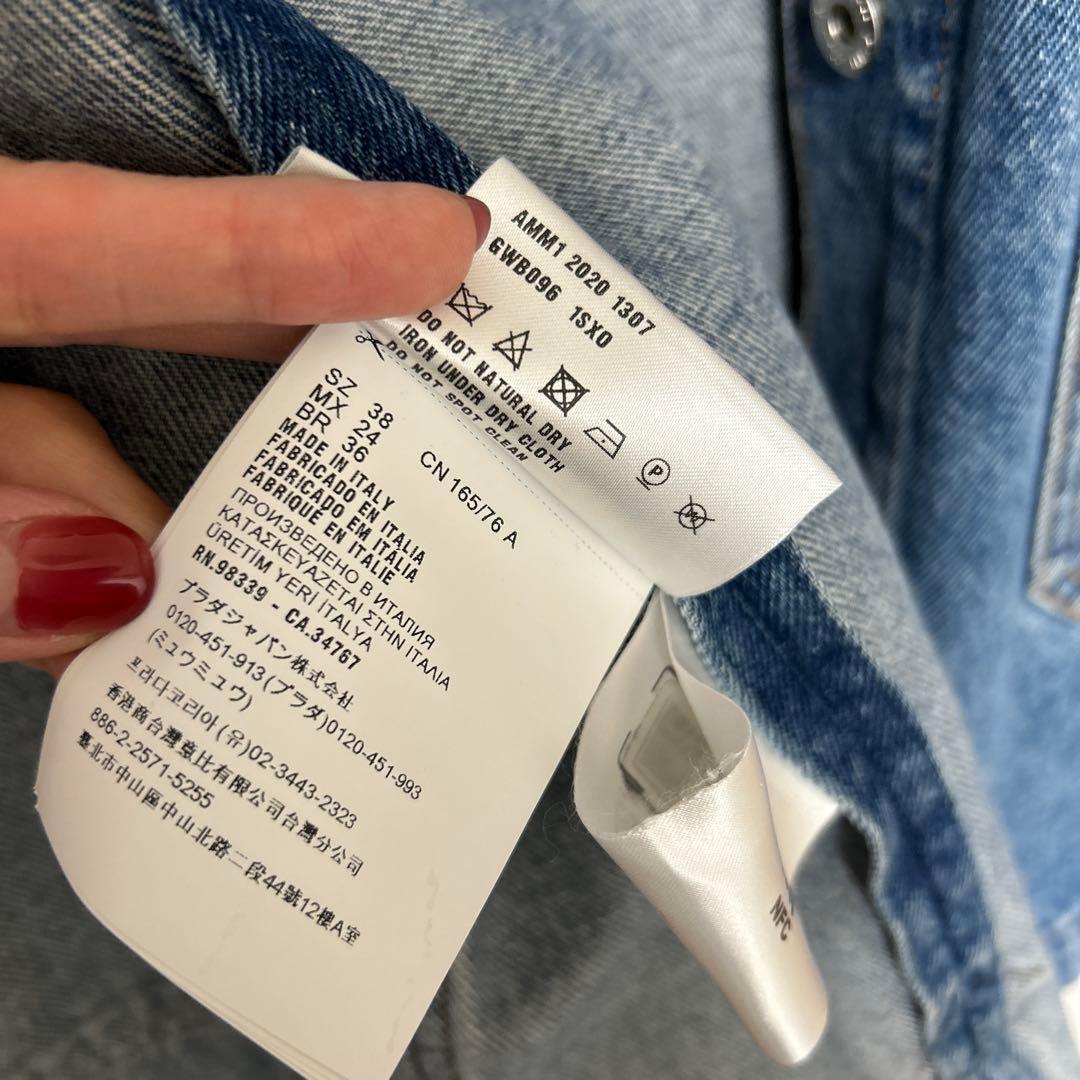 AMM1 2020 1307
GWB096 1SX0
DO NOT NATURAL DRY
IRON UNDER DRY CLOTH
DO NOT SPOT CLEAN
SZ 38
MX 24
BR 36
CN 165/76 A
MADE IN ITALY
FABRICADO EN ITALIA
FABRICADO EM ITÁLIA
FABRIQUÉ EN ITALIE
ПРОИЗВЕДЕНО В ИТАЛИЯ
ΚΑΤΑΣΚΕΥΑΖΕΤΑΙ ΣΤΗΝ ΙΤΑΛΙΑ
ÜRETİM YERİ İTALYA
RN.98339 - CA.34767
プラダジャパン株式会社
0120-451-913 (プラダ)0120-451-993
(ミュウミュウ)
프라다코리아(유)02-3443-2323
香港商台灣壹比有限公司台灣分公司
886-2-2571-5255
臺北市中山區中山北路二段44號12樓A室
P
W
NFC